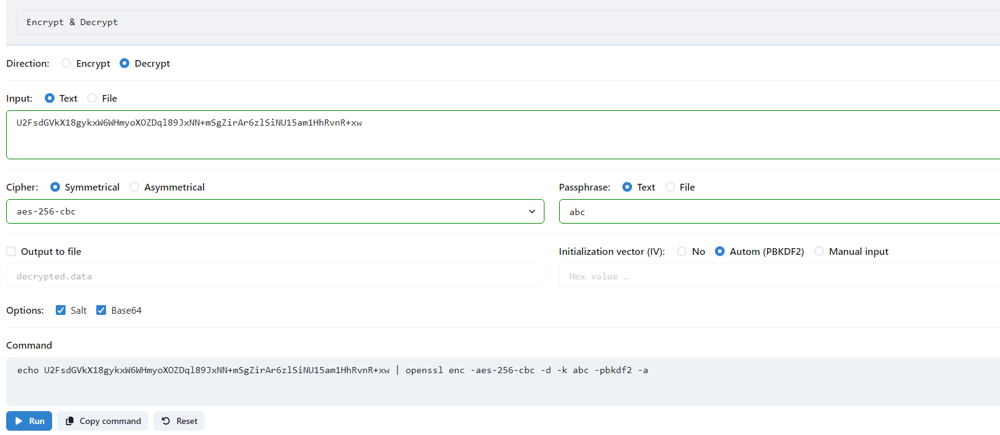 Encrypt & Decrypt
Direction: Encrypt Decrypt
Input: Text File
U2FsdGVkX18gykxW6WHmyoXOZDql89JxNN+mSgZirAr6zlSiNU15am1HhRvnR+xw
Cipher: Symmetrical Asymmetrical
aes-256-cbc
Passphrase: Text File
abc
Output to file
decrypted.data
Initialization vector (IV): No Autom (PBKDF2) Manual input
Hex value …
Options: Salt Base64
Command
echo U2FsdGVkX18gykxW6WHmyoXOZDql89JxNN+mSgZirAr6zlSiNU15am1HhRvnR+xw | openssl enc -aes-256-cbc -d -k abc -pbkdf2 -a
Run Copy command Reset